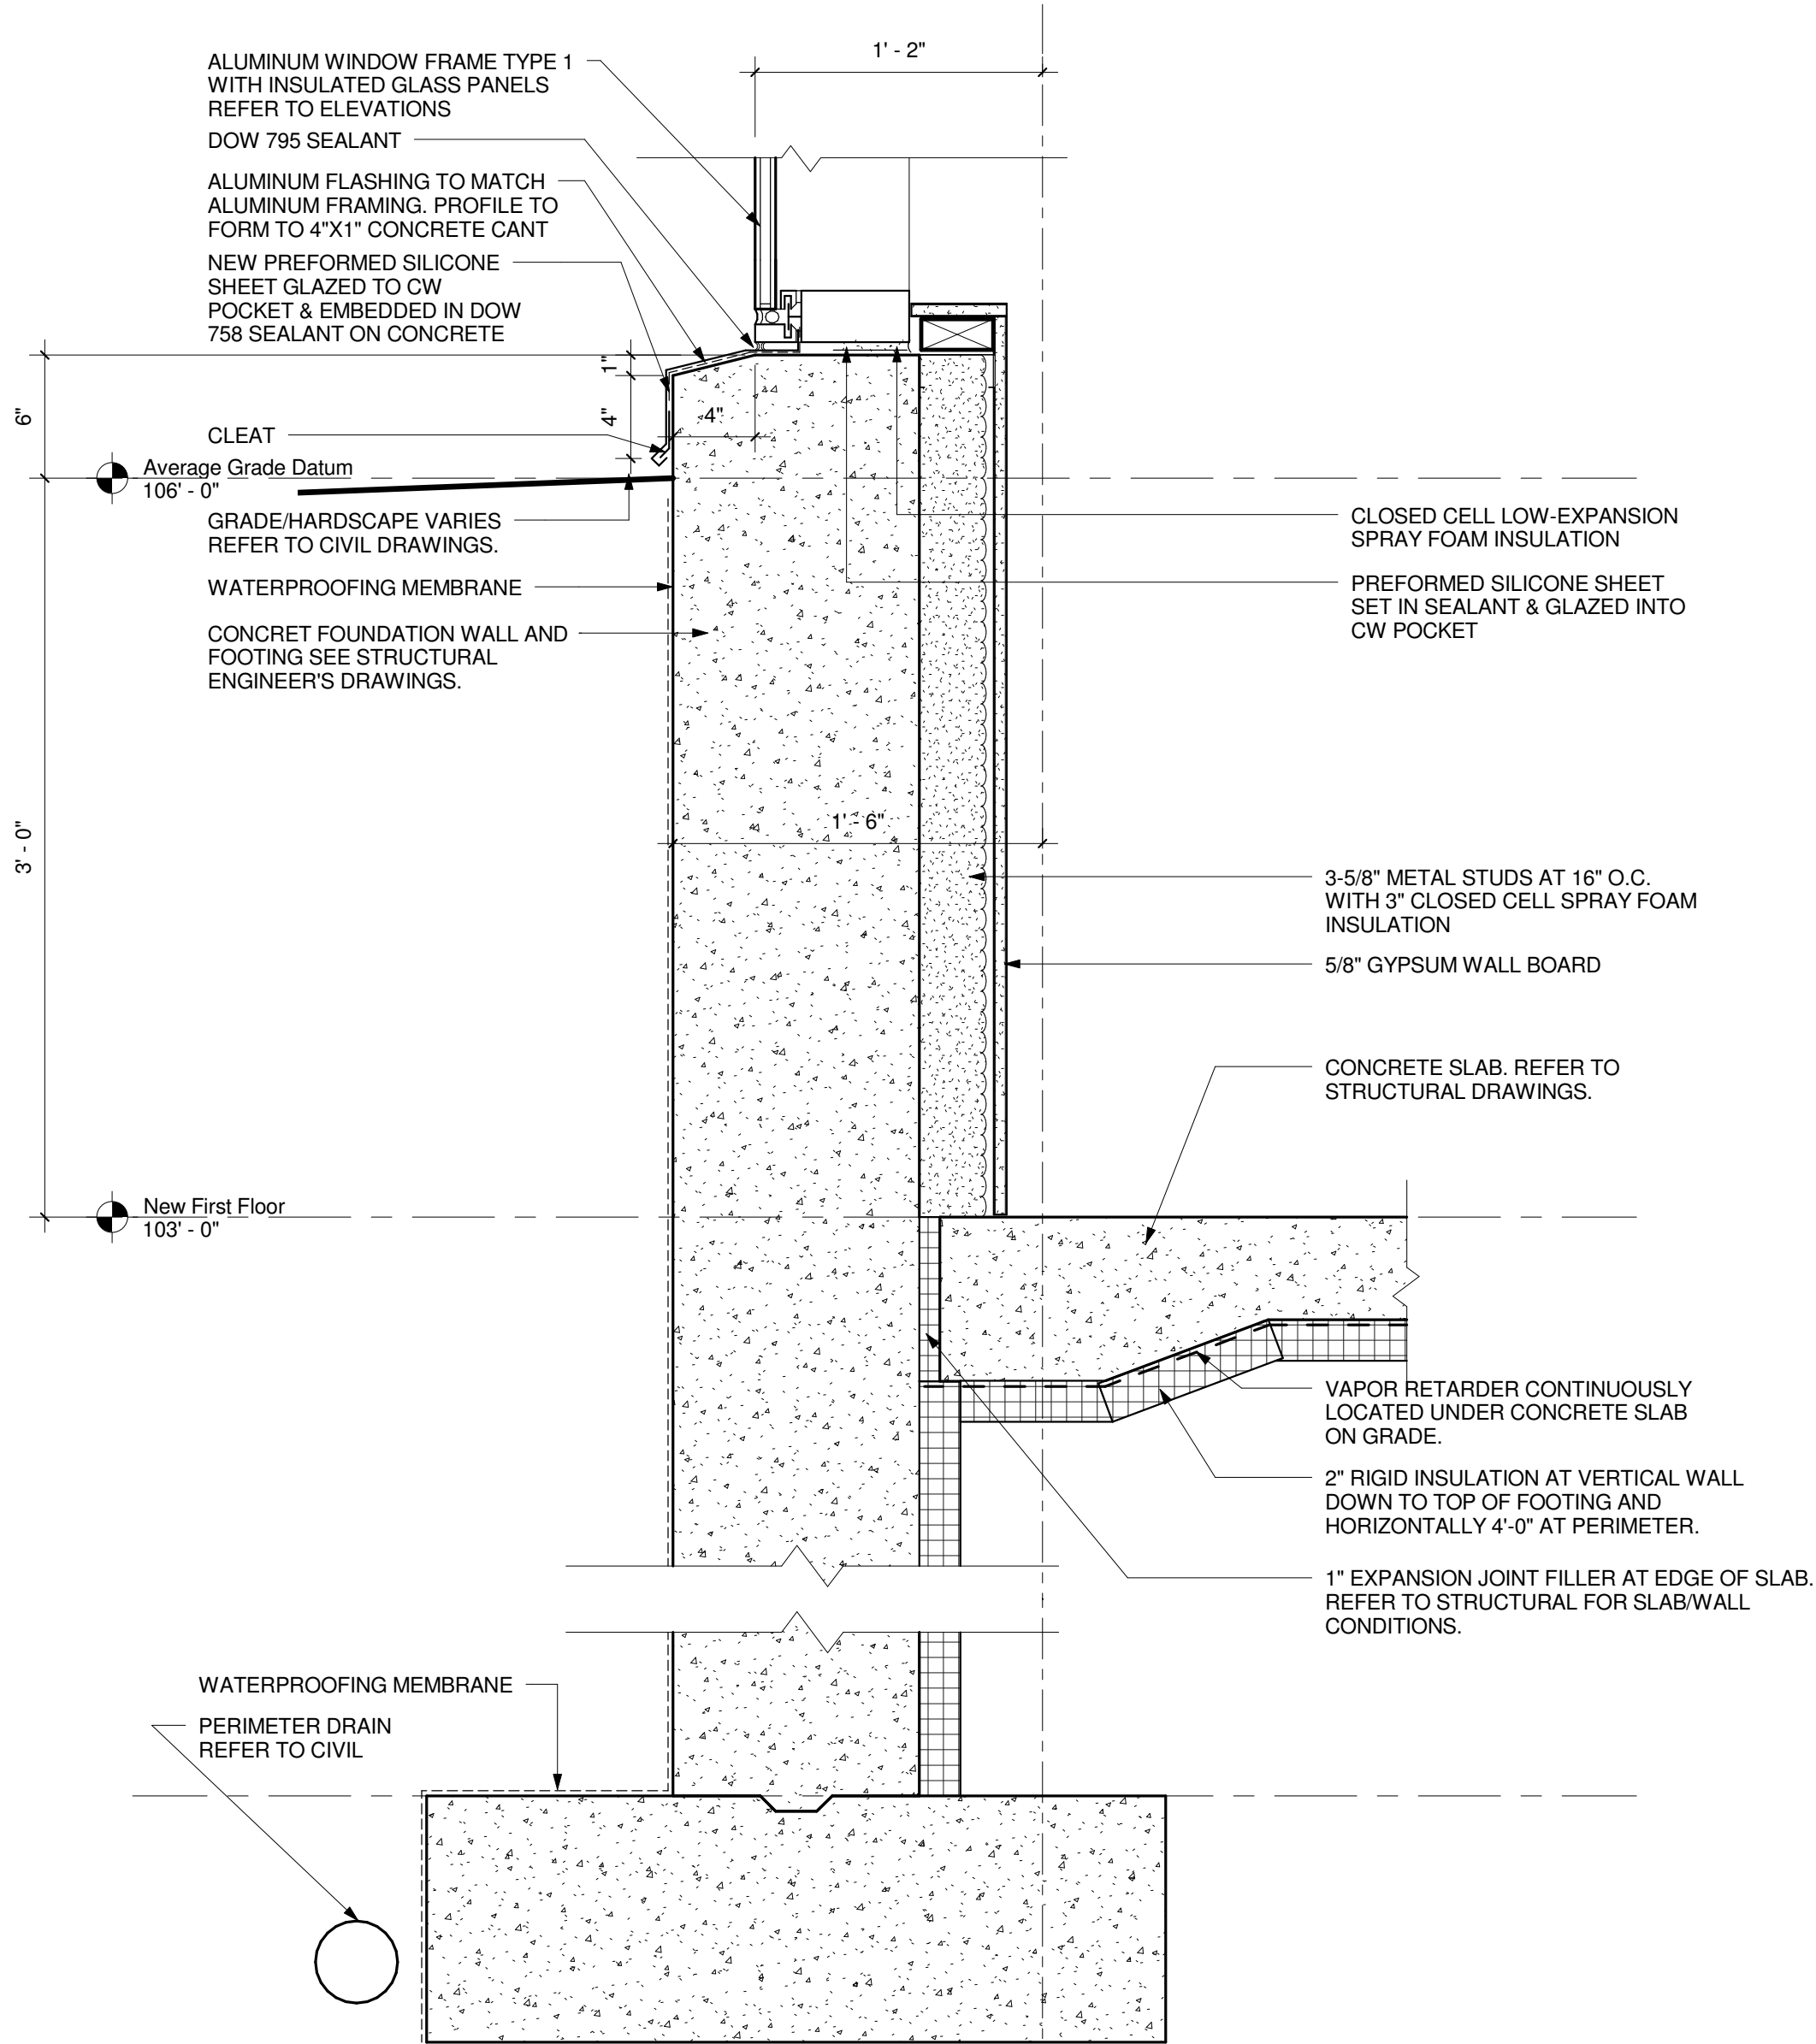 1' - 2"
ALUMINUM WINDOW FRAME TYPE 1
WITH INSULATED GLASS PANELS
REFER TO ELEVATIONS
DOW 795 SEALANT
ALUMINUM FLASHING TO MATCH
ALUMINUM FRAMING. PROFILE TO
FORM TO 4"X1" CONCRETE CANT
NEW PREFORMED SILICONE
SHEET GLAZED TO CW
POCKET & EMBEDDED IN DOW
758 SEALANT ON CONCRETE
1"
6"
4"
4"
CLEAT
Average Grade Datum
106' - 0"
GRADE/HARDSCAPE VARIES
REFER TO CIVIL DRAWINGS.
WATERPROOFING MEMBRANE
CONCRET FOUNDATION WALL AND
FOOTING SEE STRUCTURAL
ENGINEER'S DRAWINGS.
CLOSED CELL LOW-EXPANSION
SPRAY FOAM INSULATION
PREFORMED SILICONE SHEET
SET IN SEALANT & GLAZED INTO
CW POCKET
3' - 0"
1' - 6"
3-5/8" METAL STUDS AT 16" O.C.
WITH 3" CLOSED CELL SPRAY FOAM
INSULATION
5/8" GYPSUM WALL BOARD
CONCRETE SLAB. REFER TO
STRUCTURAL DRAWINGS.
New First Floor
103' - 0"
VAPOR RETARDER CONTINUOUSLY
LOCATED UNDER CONCRETE SLAB
ON GRADE.
2" RIGID INSULATION AT VERTICAL WALL
DOWN TO TOP OF FOOTING AND
HORIZONTALLY 4'-0" AT PERIMETER.
1" EXPANSION JOINT FILLER AT EDGE OF SLAB.
REFER TO STRUCTURAL FOR SLAB/WALL
CONDITIONS.
WATERPROOFING MEMBRANE
PERIMETER DRAIN
REFER TO CIVIL